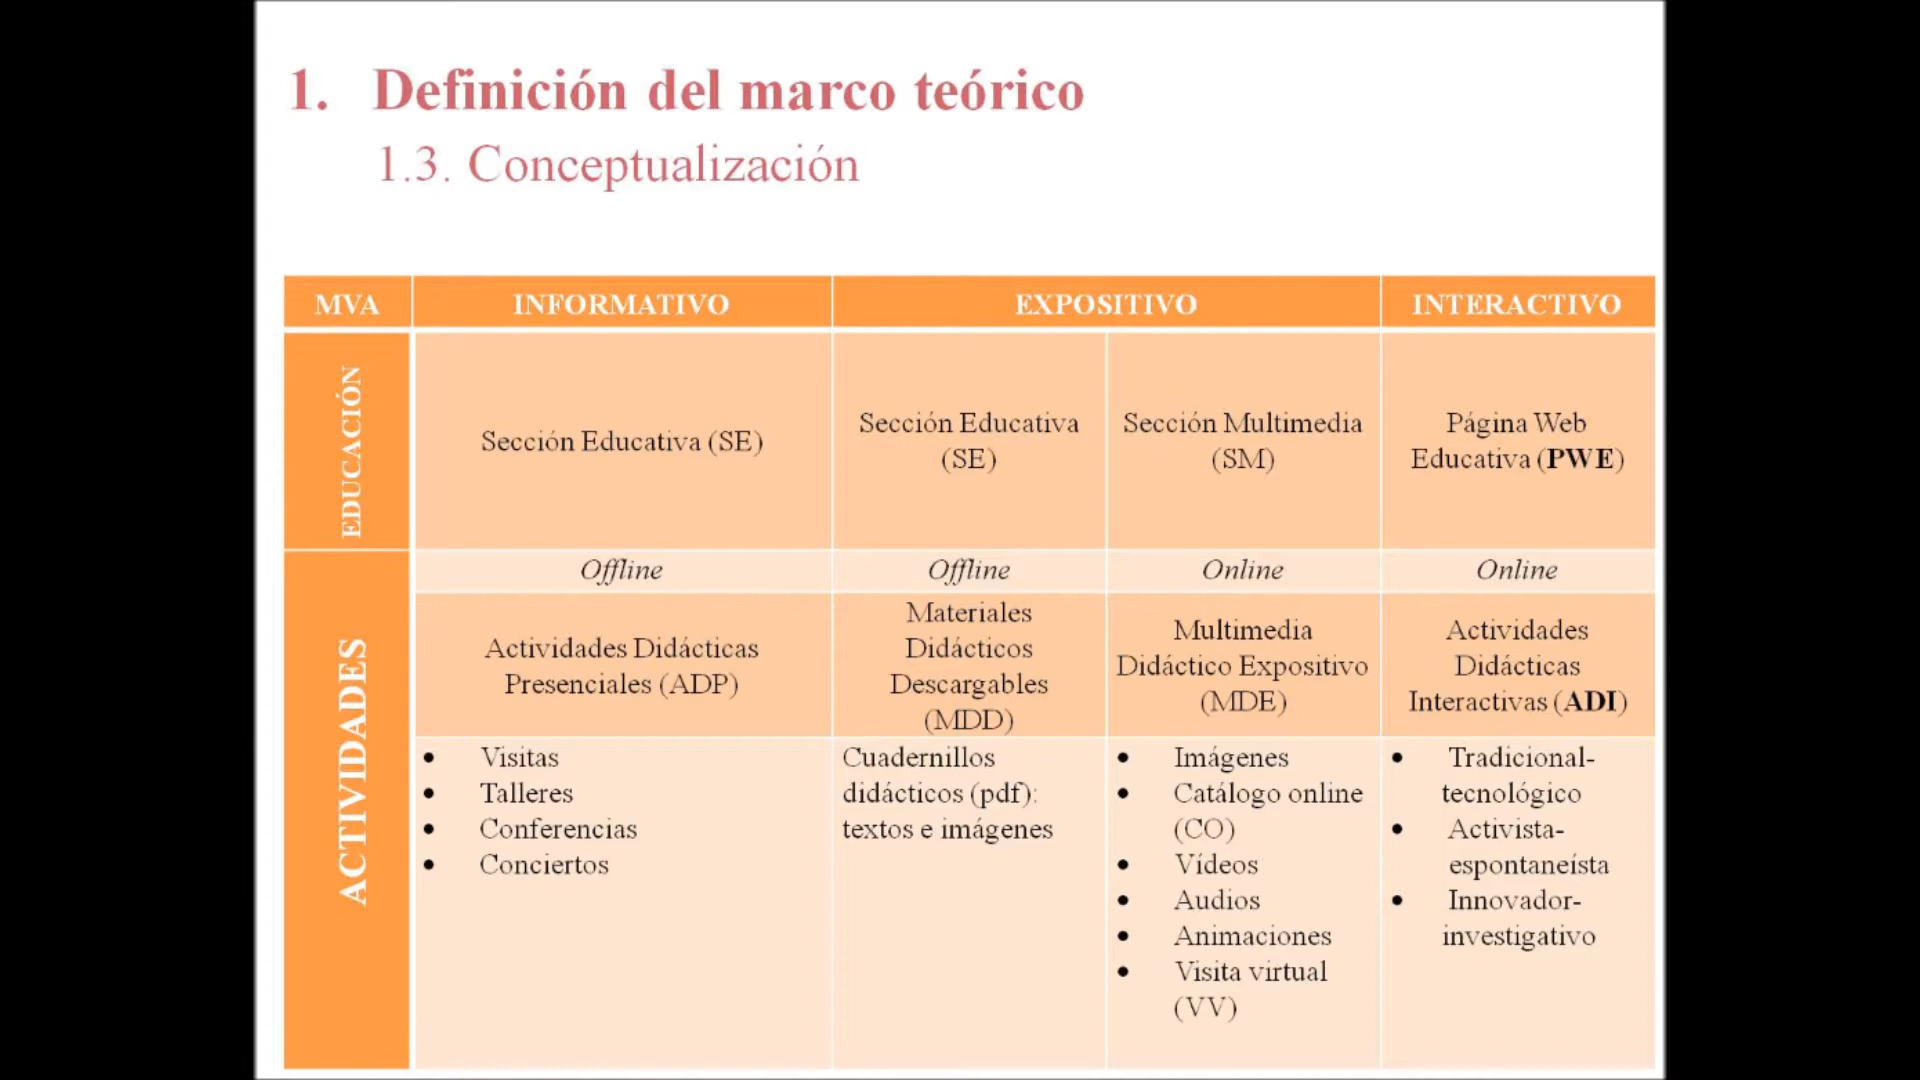 1. Definición del marco teórico
1.3. Conceptualización
MVA
INFORMATIVO
EXPOSITIVO
INTERACTIVO
EDUCACIÓN
Sección Educativa (SE)
Sección Educativa
(SE)
Sección Multimedia
(SM)
Página Web
Educativa (PWE)
ACTIVIDADES
Offline
Offline
Online
Online
Actividades Didácticas
Presenciales (ADP)
Materiales
Didácticos
Descargables
(MDD)
Multimedia
Didáctico Expositivo
(MDE)
Actividades
Didácticas
Interactivas (ADI)
• Visitas
• Talleres
• Conferencias
• Conciertos
Cuadernillos
didácticos (pdf):
textos e imágenes
• Imágenes
• Catálogo online
(CO)
• Vídeos
• Audios
• Animaciones
• Visita virtual
(VV)
• Tradicional-
tecnológico
• Activista-
espontaneísta
• Innovador-
investigativo